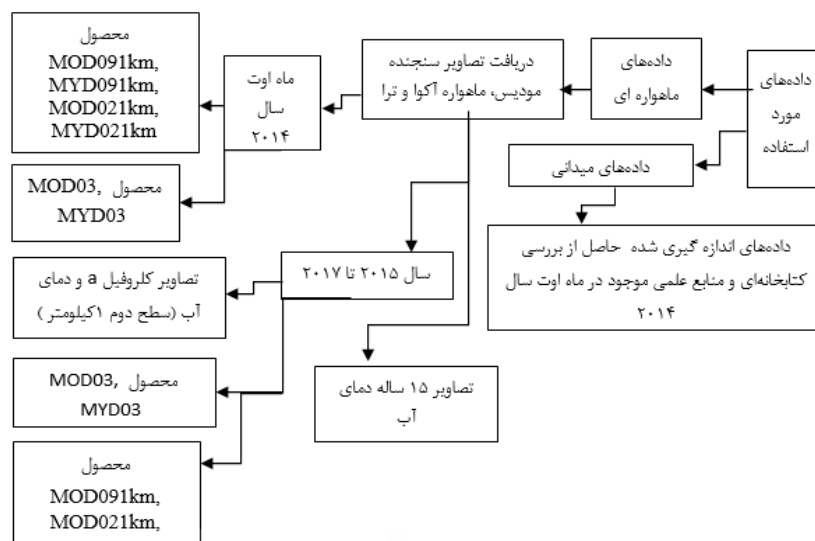 داده‌های
مورد
استفاده
داده‌های
ماهواره ای
دریافت تصاویر سنجنده
مودیس، ماهواره آکوا و ترا
ماه اوت
سال
۲۰۱۴
محصول
MOD091km,
MYD091km,
MOD021km,
MYD021km
محصول MOD03,
MYD03
داده‌های میدانی
داده‌های اندازه گیری شده حاصل از بررسی
کتابخانه‌ای و منابع علمی موجود در ماه اوت سال
۲۰۱۴
سال ۲۰۱۵ تا ۲۰۱۷
تصاویر کلروفیل a و دمای
آب (سطح دوم ۱کیلومتر )
محصول MOD03,
MYD03
تصاویر ۱۵ ساله دمای
آب
محصول
MOD091km,
MOD021km,